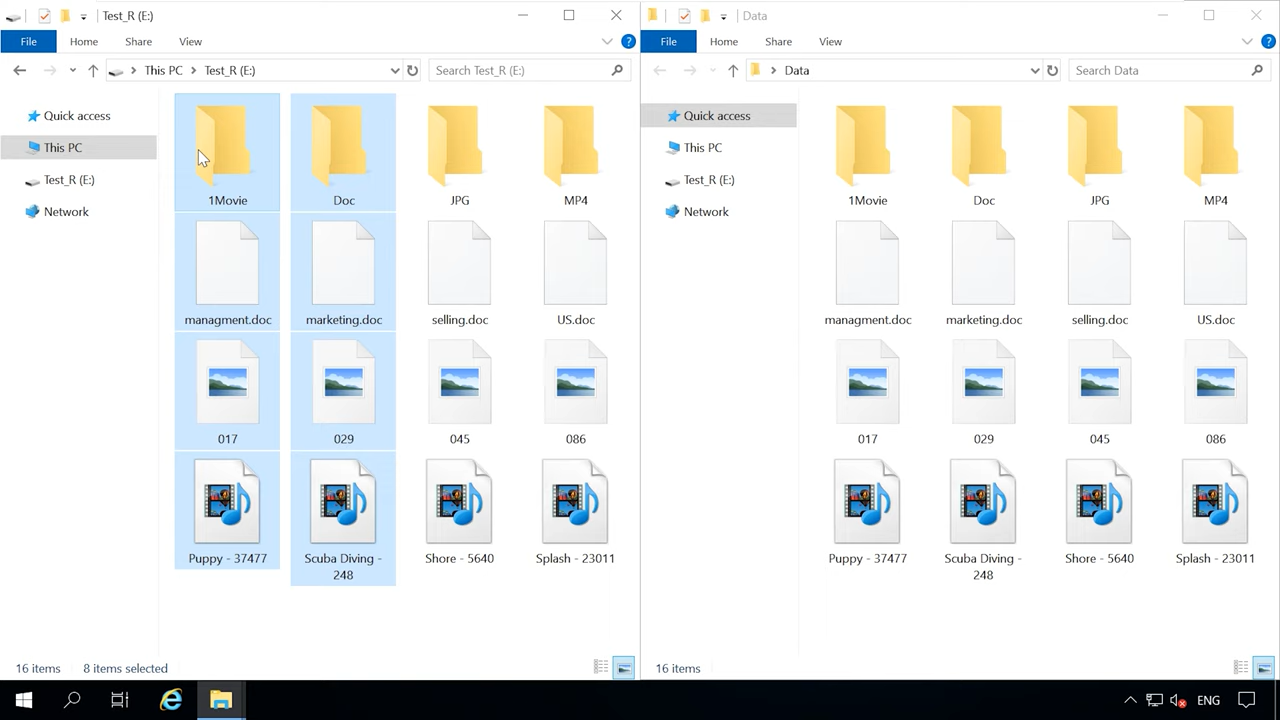 Test_R (E:)
File Home Share View
This PC Test_R (E:) Search Test_R (E:)
Quick access
This PC
Test_R (E:)
Network
1Movie Doc JPG MP4
managment.doc marketing.doc selling.doc US.doc
017 029 045 086
Puppy - 37477 Scuba Diving - Shore - 5640 Splash - 23011
248
16 items 8 items selected
Data
File Home Share View
Data Search Data
Quick access
This PC
Test_R (E:)
Network
1Movie Doc JPG MP4
managment.doc marketing.doc selling.doc US.doc
017 029 045 086
Puppy - 37477 Scuba Diving - Shore - 5640 Splash - 23011
248
16 items
ENG